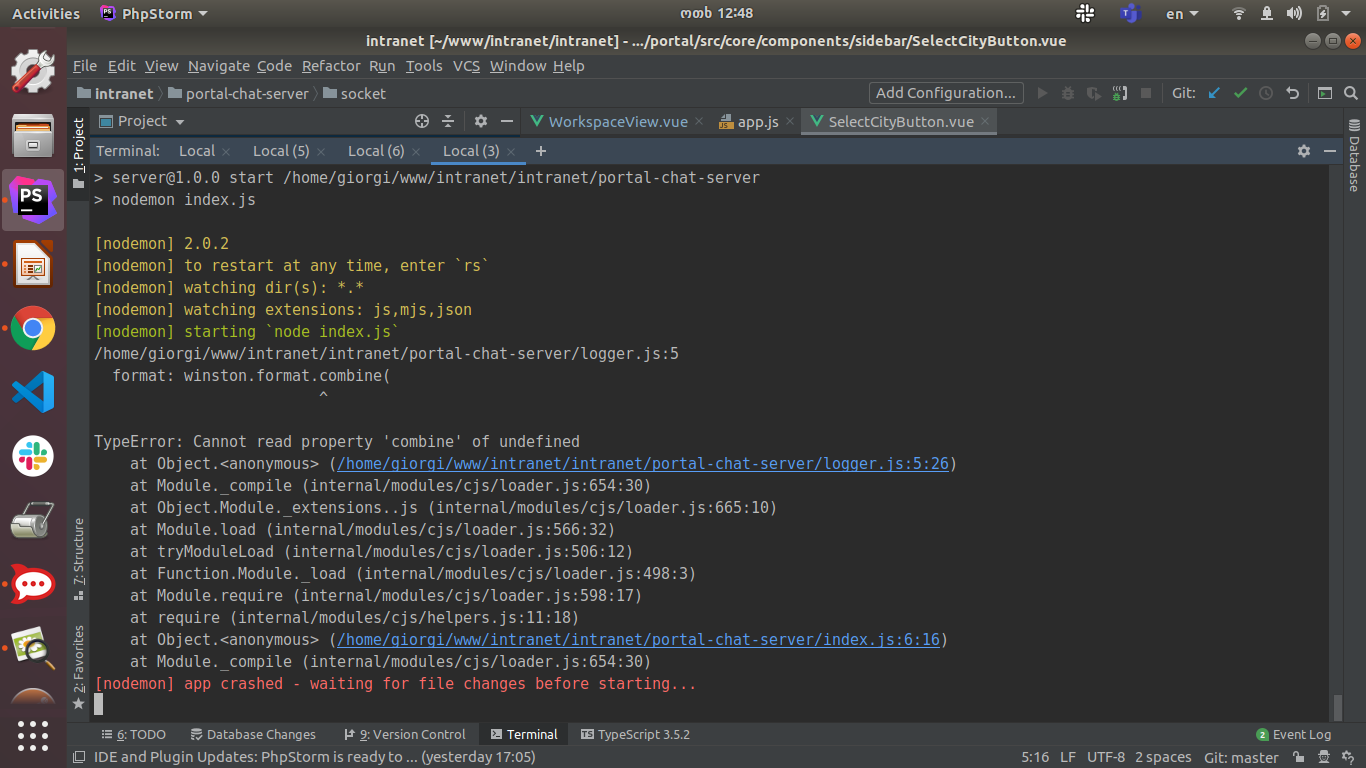 Activities
PhpStorm
ოთხ 12:48
en
intranet [~/www/intranet/intranet] - .../portal/src/core/components/sidebar/SelectCityButton.vue
File Edit View Navigate Code Refactor Run Tools VCS Window Help
intranet portal-chat-server socket
Add Configuration...
Git:
1: Project
Project
WorkspaceView.vue
app.js
SelectCityButton.vue
Database
Terminal: Local Local (5) Local (6) Local (3)
> server@1.0.0 start /home/giorgi/www/intranet/intranet/portal-chat-server
> nodemon index.js
[nodemon] 2.0.2
[nodemon] to restart at any time, enter `rs`
[nodemon] watching dir(s): *.*
[nodemon] watching extensions: js,mjs,json
[nodemon] starting `node index.js`
/home/giorgi/www/intranet/intranet/portal-chat-server/logger.js:5
format: winston.format.combine(
^
TypeError: Cannot read property 'combine' of undefined
at Object.<anonymous> (/home/giorgi/www/intranet/intranet/portal-chat-server/logger.js:5:26)
at Module._compile (internal/modules/cjs/loader.js:654:30)
at Object.Module._extensions..js (internal/modules/cjs/loader.js:665:10)
at Module.load (internal/modules/cjs/loader.js:566:32)
at tryModuleLoad (internal/modules/cjs/loader.js:506:12)
at Function.Module._load (internal/modules/cjs/loader.js:498:3)
at Module.require (internal/modules/cjs/loader.js:598:17)
at require (internal/modules/cjs/helpers.js:11:18)
at Object.<anonymous> (/home/giorgi/www/intranet/intranet/portal-chat-server/index.js:6:16)
at Module._compile (internal/modules/cjs/loader.js:654:30)
[nodemon] app crashed - waiting for file changes before starting...
7: Structure
2: Favorites
PS
6: TODO Database Changes 9: Version Control Terminal TypeScript 3.5.2
2 Event Log
IDE and Plugin Updates: PhpStorm is ready to ... (yesterday 17:05)
5:16 LF UTF-8 2 spaces Git: master